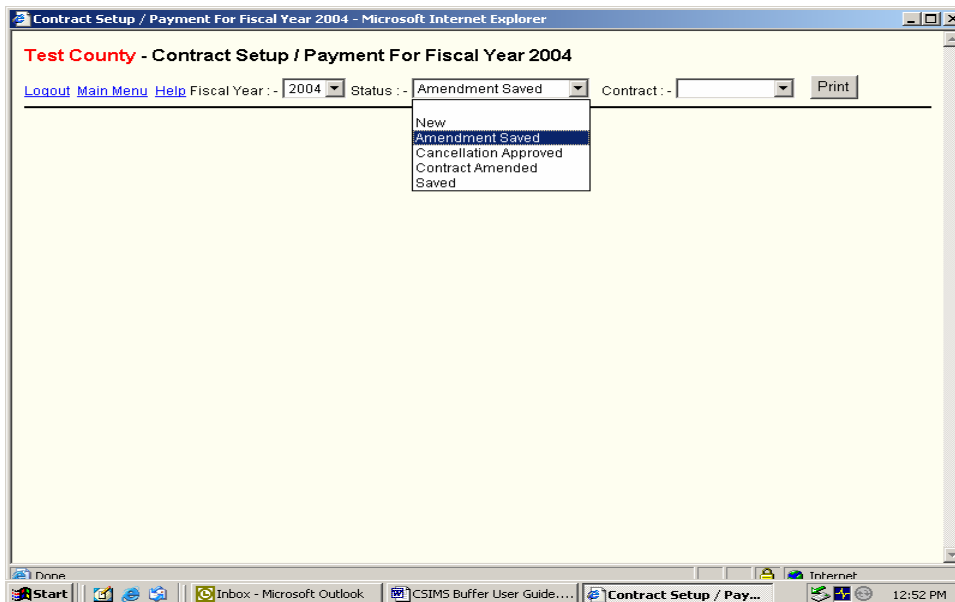 Contract Setup / Payment For Fiscal Year 2004 - Microsoft Internet Explorer
Test County - Contract Setup / Payment For Fiscal Year 2004
Logout Main Menu Help Fiscal Year : - 2004 Status : - Amendment Saved Contract : - Print
New
Amendment Saved
Cancellation Approved
Contract Amended
Saved
Done Internet
Start Inbox - Microsoft Outlook CSIMS Buffer User Guide.... Contract Setup / Pay... 12:52 PM